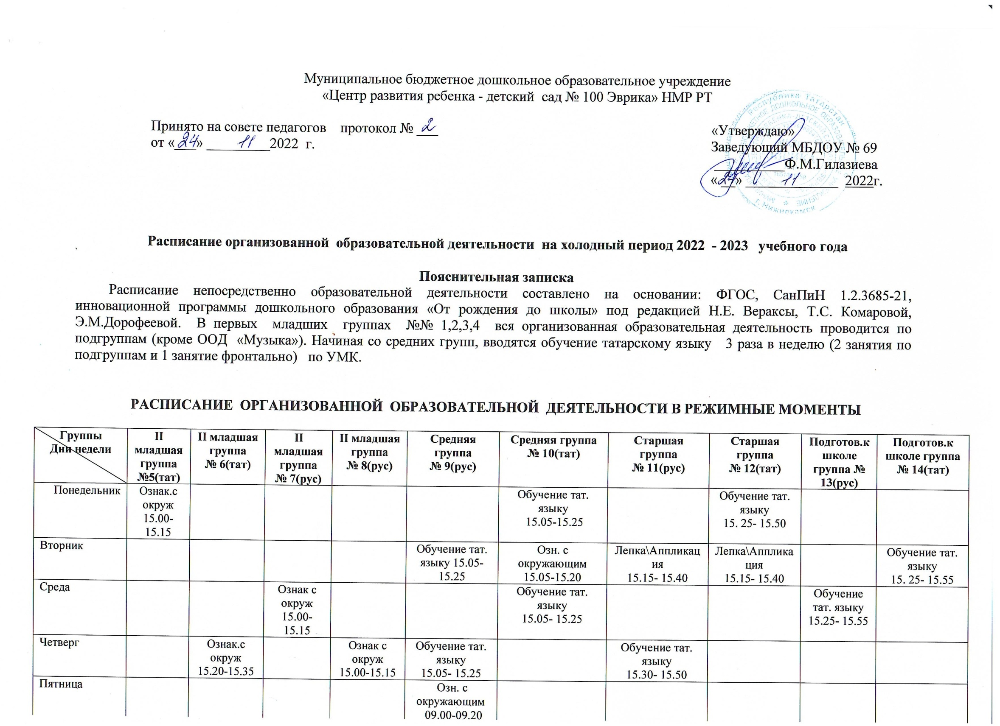 Муниципальное бюджетное дошкольное образовательное учреждение
«Центр развития ребенка - детский сад № 100 Эврика» НМР РТ
Принято на совете педагогов протокол № 2
от «24» 11 2022 г.
«Утверждаю»
Заведующий МБДОУ № 69
Ф.М.Гилазиева
«24» 11 2022г.
Республика Татарстан
г. Нижнекамск
Расписание организованной образовательной деятельности на холодный период 2022 - 2023 учебного года
Пояснительная записка
Расписание непосредственно образовательной деятельности составлено на основании: ФГОС, СанПиН 1.2.3685-21,
инновационной программы дошкольного образования «От рождения до школы» под редакцией Н.Е. Вераксы, Т.С. Комаровой,
Э.М.Дорофеевой. В первых младших группах №№ 1,2,3,4 вся организованная образовательная деятельность проводится по
подгруппам (кроме ООД «Музыка»). Начиная со средних групп, вводятся обучение татарскому языку 3 раза в неделю (2 занятия по
подгруппам и 1 занятие фронтально) по УМК.
РАСПИСАНИЕ ОРГАНИЗОВАННОЙ ОБРАЗОВАТЕЛЬНОЙ ДЕЯТЕЛЬНОСТИ В РЕЖИМНЫЕ МОМЕНТЫ
Группы
Дни недели
II
младшая
группа
№5(тат)
II младшая
группа
№ 6(тат)
II
младшая
группа
№ 7(рус)
II младшая
группа
№ 8(рус)
Средняя
группа
№ 9(рус)
Средняя группа
№ 10(тат)
Старшая
группа
№ 11(рус)
Старшая
группа
№ 12(тат)
Подготов.к
школе
группа №
13(рус)
Подготов.к
школе группа
№ 14(тат)
Понедельник
Ознак.с
окруж
15.00-
15.15
Обучение тат.
языку
15.05-15.25
Обучение тат.
языку
15. 25- 15.50
Вторник
Обучение тат.
языку 15.05-
15.25
Озн. с
окружающим
15.05-15.20
Лепка\Аппликац
ия
15.15- 15.40
Лепка\Апплика
ция
15.15- 15.40
Обучение тат.
языку
15. 25- 15.55
Среда
Ознак с
окруж
15.00-
15.15
Обучение тат.
языку
15.05- 15.25
Обучение
тат. языку
15.25- 15.55
Четверг
Ознак.с
окруж
15.20-15.35
Ознак с
окруж
15.00-15.15
Обучение тат.
языку
15.05- 15.25
Обучение тат.
языку
15.30- 15.50
Пятница
Озн. с
окружающим
09.00-09.20